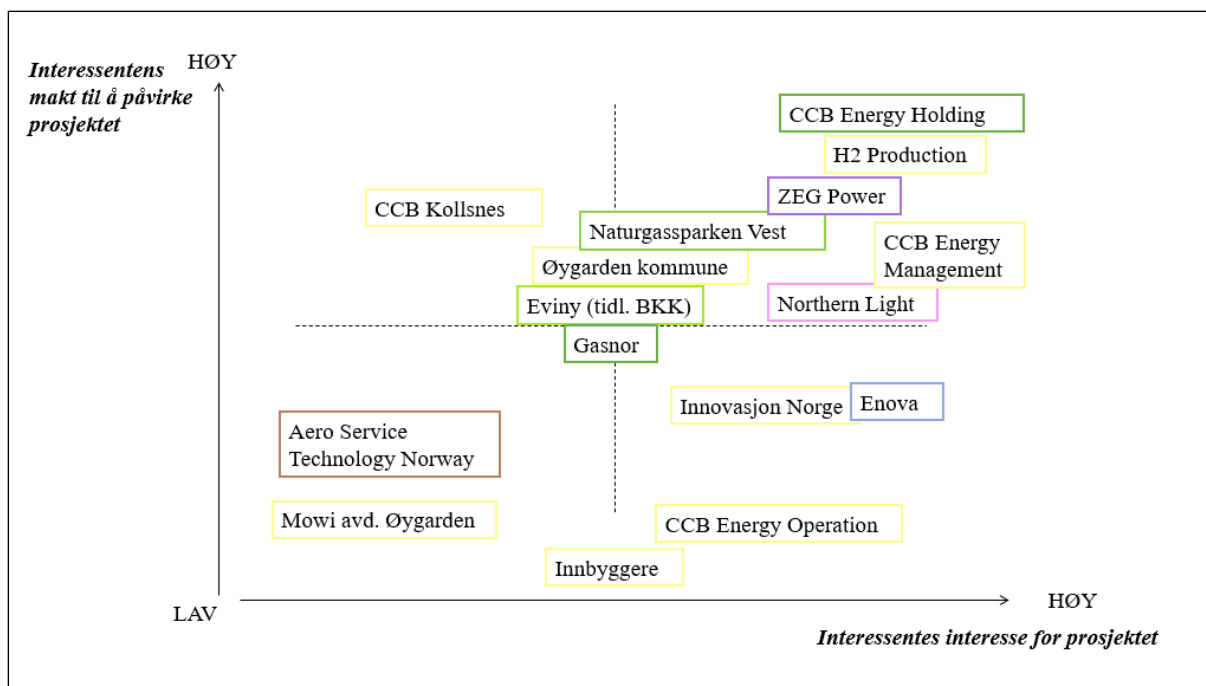 Interessentens
makt til å påvirke
prosjektet
HØY
CCB Energy Holding
H2 Production
ZEG Power
CCB Kollsnes
Naturgassparken Vest
CCB Energy
Management
Øygarden kommune
Eviny (tidl. BKK)
Northern Light
Gasnor
Innovasjon Norge
Enova
Aero Service
Technology Norway
Mowi avd. Øygarden
CCB Energy Operation
Innbyggere
LAV
HØY
Interessentes interesse for prosjektet